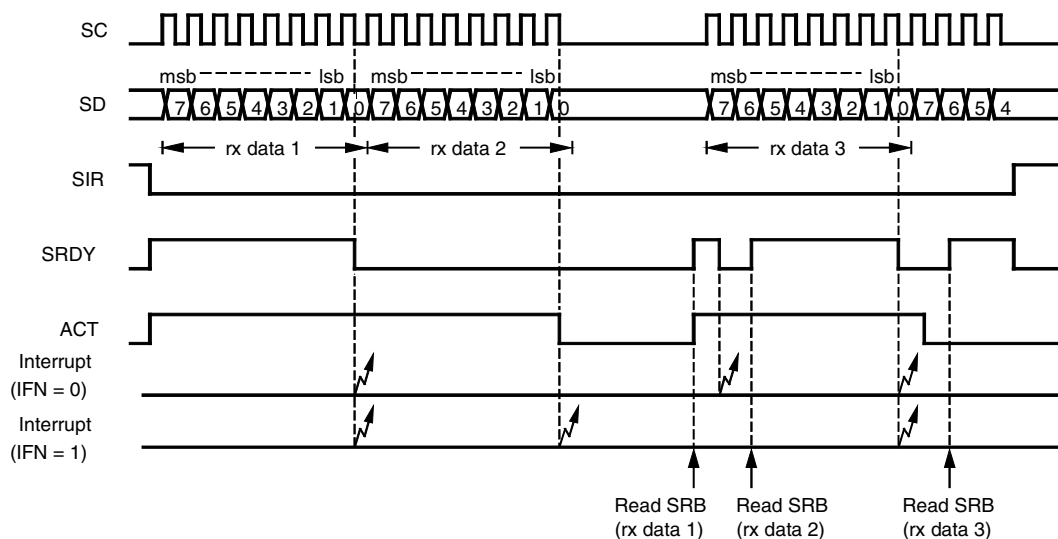 SC
msb lsb msb lsb msb lsb
SD 7 6 5 4 3 2 1 0 7 6 5 4 3 2 1 0 7 6 5 4 3 2 1 0 7 6 5 4
rx data 1 rx data 2 rx data 3
SIR
SRDY
ACT
Interrupt
(IFN = 0)
Interrupt
(IFN = 1)
Read SRB
(rx data 1)
Read SRB
(rx data 2)
Read SRB
(rx data 3)